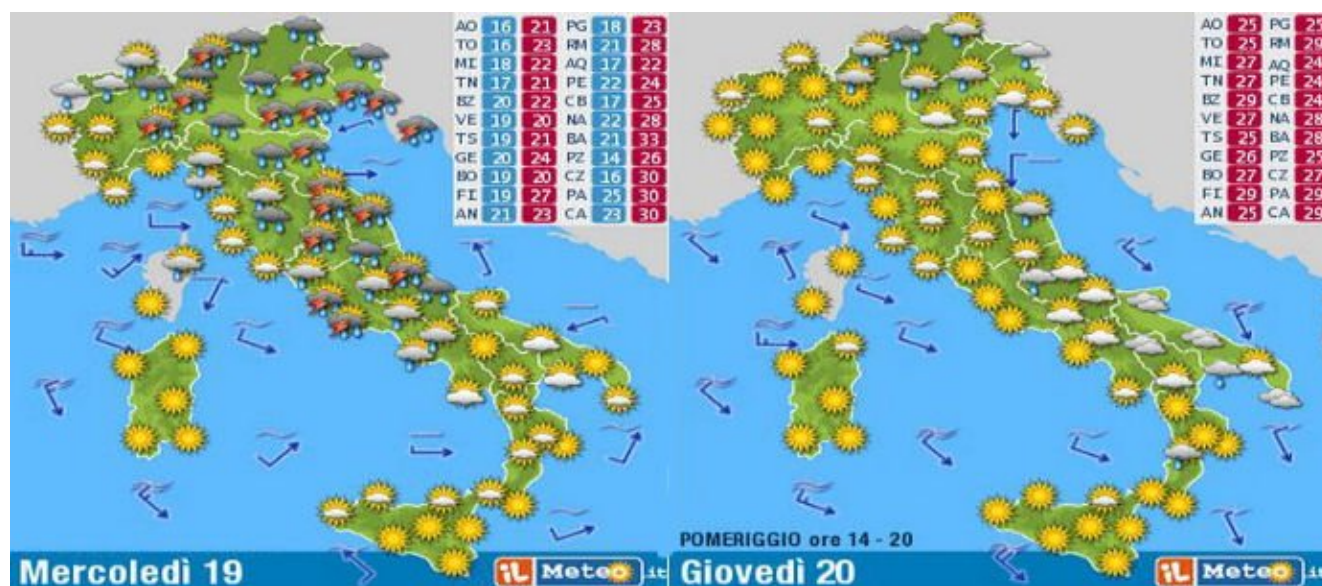 AO 16 21 PG 18 23
TO 16 23 RM 21 28
MI 18 22 AQ 17 22
TN 17 21 PE 22 24
BZ 20 22 CB 17 25
VE 19 20 NA 22 28
TS 19 21 BA 21 33
GE 20 24 PZ 14 26
BO 19 20 CZ 16 30
FI 19 27 PA 25 30
AN 21 23 CA 23 30
Mercoledì 19
iL Meteo.it
AO 25 PG 25
TO 25 RM 29
MI 27 AQ 24
TN 27 PE 24
BZ 29 CB 24
VE 27 NA 28
TS 25 BA 28
GE 26 PZ 25
BO 27 CZ 27
FI 29 PA 29
AN 25 CA 29
POMERIGGIO ore 14 - 20
Giovedì 20
iL Meteo.it